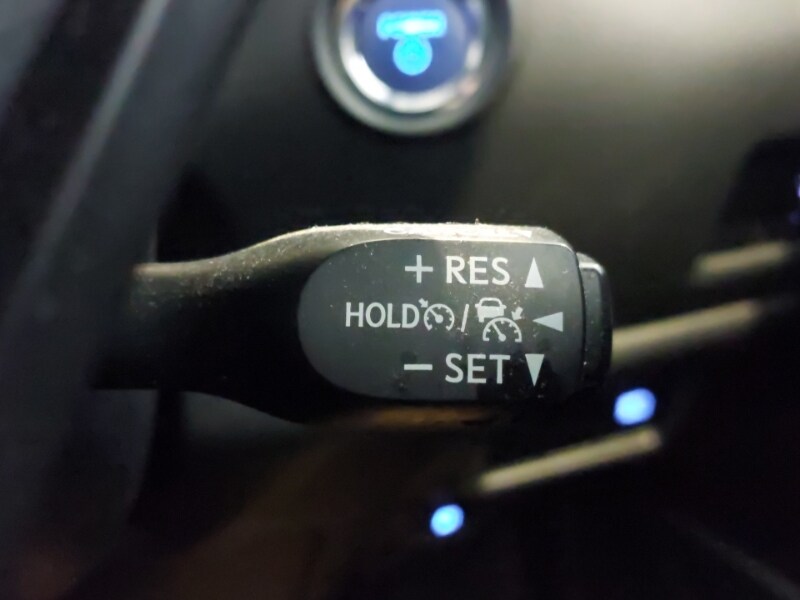 + RES ▲
HOLD / ◀
− SET ▼